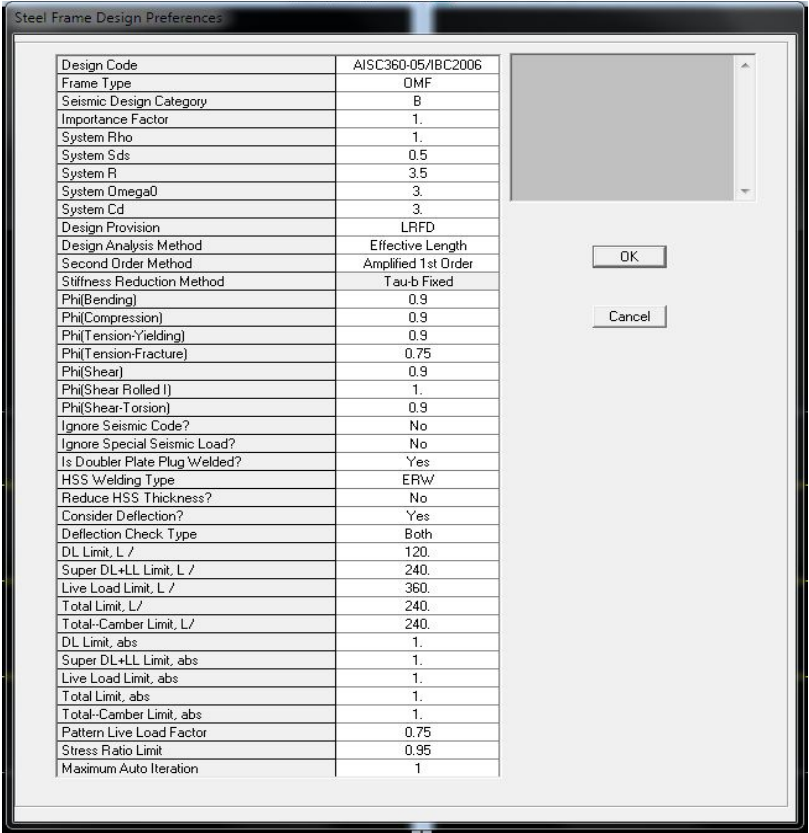 Steel Frame Design Preferences
Design Code AISC360-05/IBC2006
Frame Type OMF
Seismic Design Category B
Importance Factor 1.
System Rho 1.
System Sds 0.5
System R 3.5
System Omega0 3.
System Cd 3.
Design Provision LRFD
Design Analysis Method Effective Length
Second Order Method Amplified 1st Order
Stiffness Reduction Method Tau-b Fixed
Phi(Bending) 0.9
Phi(Compression) 0.9
Phi(Tension-Yielding) 0.9
Phi(Tension-Fracture) 0.75
Phi(Shear) 0.9
Phi(Shear Rolled I) 1.
Phi(Shear-Torsion) 0.9
Ignore Seismic Code? No
Ignore Special Seismic Load? No
Is Doubler Plate Plug Welded? Yes
HSS Welding Type ERW
Reduce HSS Thickness? No
Consider Deflection? Yes
Deflection Check Type Both
DL Limit, L / 120.
Super DL+LL Limit, L / 240.
Live Load Limit, L / 360.
Total Limit, L/ 240.
Total--Camber Limit, L/ 240.
DL Limit, abs 1.
Super DL+LL Limit, abs 1.
Live Load Limit, abs 1.
Total Limit, abs 1.
Total--Camber Limit, abs 1.
Pattern Live Load Factor 0.75
Stress Ratio Limit 0.95
Maximum Auto Iteration 1
OK
Cancel